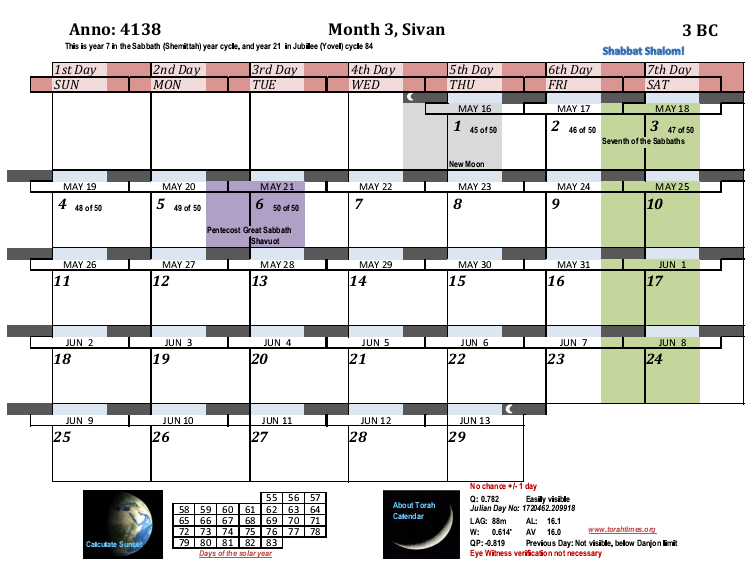 Anno: 4138 Month 3, Sivan 3 BC
This is year 7 in the Sabbath (Shemittah) year cycle, and year 21 in Jubilee (Yovel) cycle 84
Shabbat Shalom!
1st Day 2nd Day 3rd Day 4th Day 5th Day 6th Day 7th Day
SUN MON TUE WED THU FRI SAT
MAY 16 MAY 17 MAY 18
1 45 of 50 2 46 of 50 3 47 of 50
Seventh of the Sabbaths
New Moon
MAY 19 MAY 20 MAY 21 MAY 22 MAY 23 MAY 24 MAY 25
4 48 of 50 5 49 of 50 6 50 of 50 7 8 9 10
Pentecost Great Sabbath
Shavuot
MAY 26 MAY 27 MAY 28 MAY 29 MAY 30 MAY 31 JUN 1
11 12 13 14 15 16 17
JUN 2 JUN 3 JUN 4 JUN 5 JUN 6 JUN 7 JUN 8
18 19 20 21 22 23 24
JUN 9 JUN 10 JUN 11 JUN 12 JUN 13
25 26 27 28 29
Calculate Sunset
55 56 57
58 59 60 61 62 63 64
65 66 67 68 69 70 71
72 73 74 75 76 77 78
79 80 81 82 83
Days of the solar year
About Torah
Calendar
No chance +/- 1 day
Q: 0.782 Easily visible
Julian Day No: 1720462.209918
LAG: 88m AL: 16.1
W: 0.614' AV 16.0 www.torahtimes.org
QP: -0.819 Previous Day: Not visible, below Danjon limit
Eye Witness verification not necessary